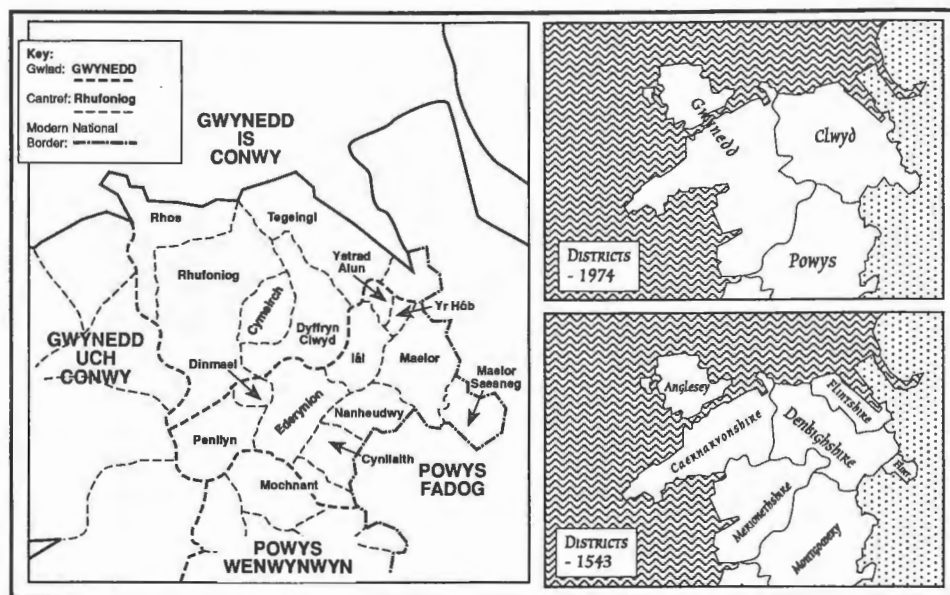 Key:
Gwlad: GWYNEDD
Cantref: Rhufoniog
Modern National
Border:
GWYNEDD
IS
CONWY
Rhos
Tegeingl
Ystrad
Alun
Rhufoniog
Yr Hôb
Cymeirch
Dyffryn
Clwyd
GWYNEDD
UCH
CONWY
Dinmael
Iâl
Maelor
Maelor
Saesneg
Ederynion
Nanheudwy
Penllyn
Cynllaith
POWYS
FADOG
Mochnant
POWYS
WENWYNWYN
Gwynedd
Clwyd
DISTRICTS
- 1974
Powys
Anglesey
Flintshire
Caernarvonshire
Denbighshire
Flint
Merionethshire
DISTRICTS
- 1543
Montgomery